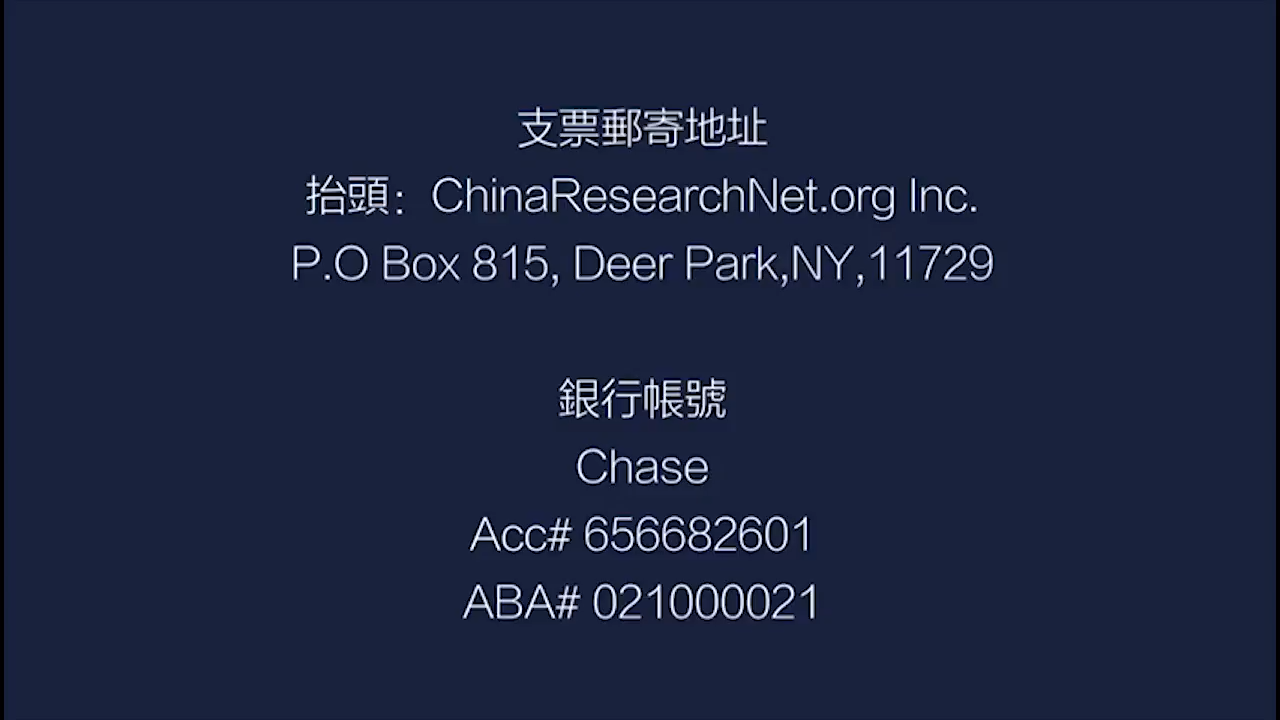 支票郵寄地址
抬頭：ChinaResearchNet.org Inc.
P.O Box 815, Deer Park,NY,11729
銀行帳號
Chase
Acc# 656682601
ABA# 021000021